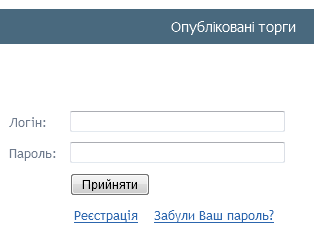 Опубліковані торги
Логін:
Пароль:
Прийняти
Реєстрація Забули Ваш пароль?